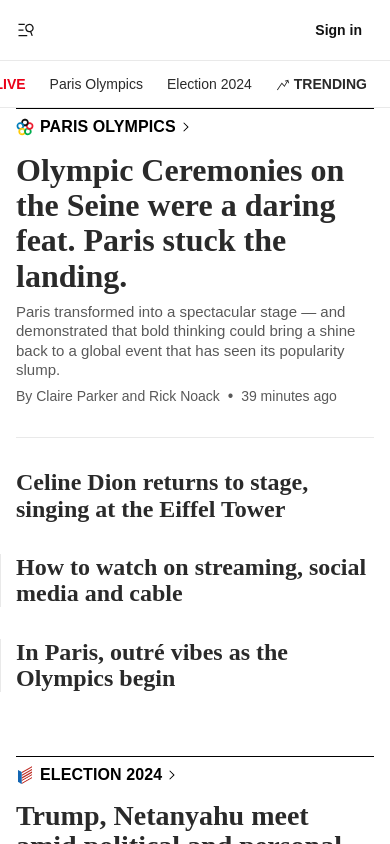 Sign in
LIVE
Paris Olympics
Election 2024
TRENDING
PARIS OLYMPICS
Olympic Ceremonies on
the Seine were a daring
feat. Paris stuck the
landing.
Paris transformed into a spectacular stage — and
demonstrated that bold thinking could bring a shine
back to a global event that has seen its popularity
slump.
By Claire Parker and Rick Noack • 39 minutes ago
Celine Dion returns to stage,
singing at the Eiffel Tower
How to watch on streaming, social
media and cable
In Paris, outré vibes as the
Olympics begin
ELECTION 2024
Trump, Netanyahu meet
amid political and personal